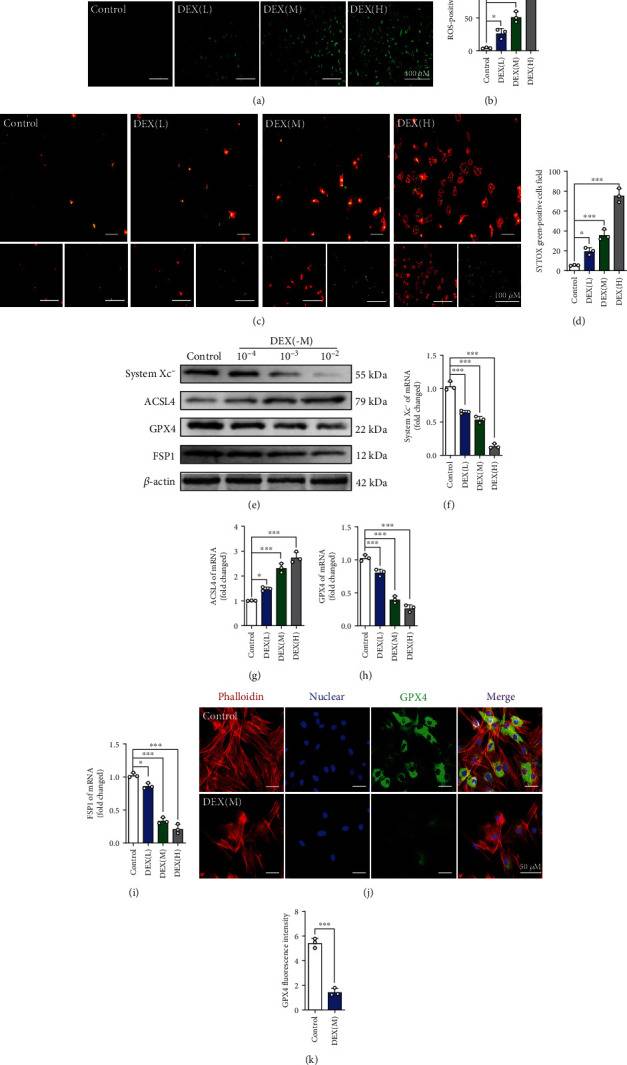 Control DEX(L) DEX(M) DEX(H)
100 μM
(a)
ROS-positive
50
0
Control DEX(L) DEX(M) DEX(H)
*
(b)
Control DEX(L) DEX(M) DEX(H)
100 μM
(c)
SYTOX green-positive cells field
100
80
60
40
20
0
***
***
*
Control DEX(L) DEX(M) DEX(H)
(d)
DEX(-M)
Control 10⁻⁴ 10⁻³ 10⁻²
System Xc⁻ 55 kDa
ACSL4 79 kDa
GPX4 22 kDa
FSP1 12 kDa
β-actin 42 kDa
(e)
System Xc⁻ of mRNA
(fold changed)
1.5
1.0
0.5
0.0
***
***
***
Control DEX(L) DEX(M) DEX(H)
(f)
ACSL4 of mRNA
(fold changed)
4
3
2
1
0
***
***
*
Control DEX(L) DEX(M) DEX(H)
(g)
GPX4 of mRNA
(fold changed)
1.5
1.0
0.5
0.0
***
***
***
Control DEX(L) DEX(M) DEX(H)
(h)
FSP1 of mRNA
(fold changed)
1.5
1.0
0.5
0.0
***
***
*
Control DEX(L) DEX(M) DEX(H)
(i)
Phalloidin Nuclear GPX4 Merge
Control
DEX(M)
50 μM
(j)
GPX4 fluorescence intensity
8
6
4
2
0
***
Control DEX(M)
(k)